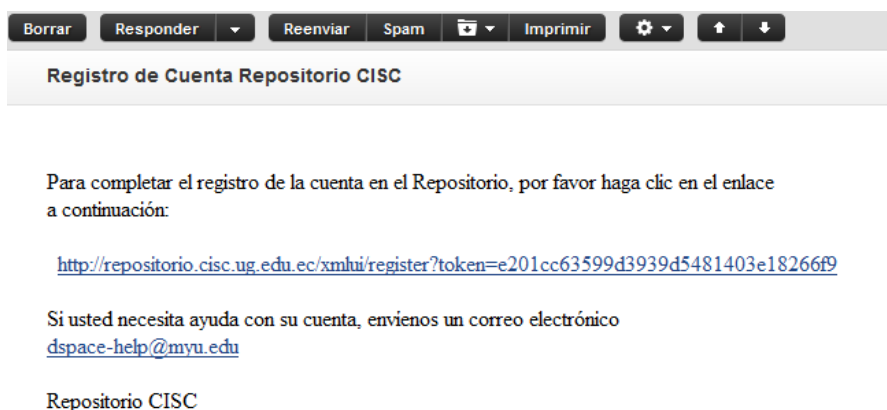 Borrar Responder Reenviar Spam Imprimir
Registro de Cuenta Repositorio CISC
Para completar el registro de la cuenta en el Repositorio, por favor haga clic en el enlace
a continuación:
http://repositorio.cisc.ug.edu.ec/xmlui/register?token=e201cc63599d3939d5481403e18266f9
Si usted necesita ayuda con su cuenta, envienos un correo electrónico
dspace-help@myu.edu
Repositorio CISC